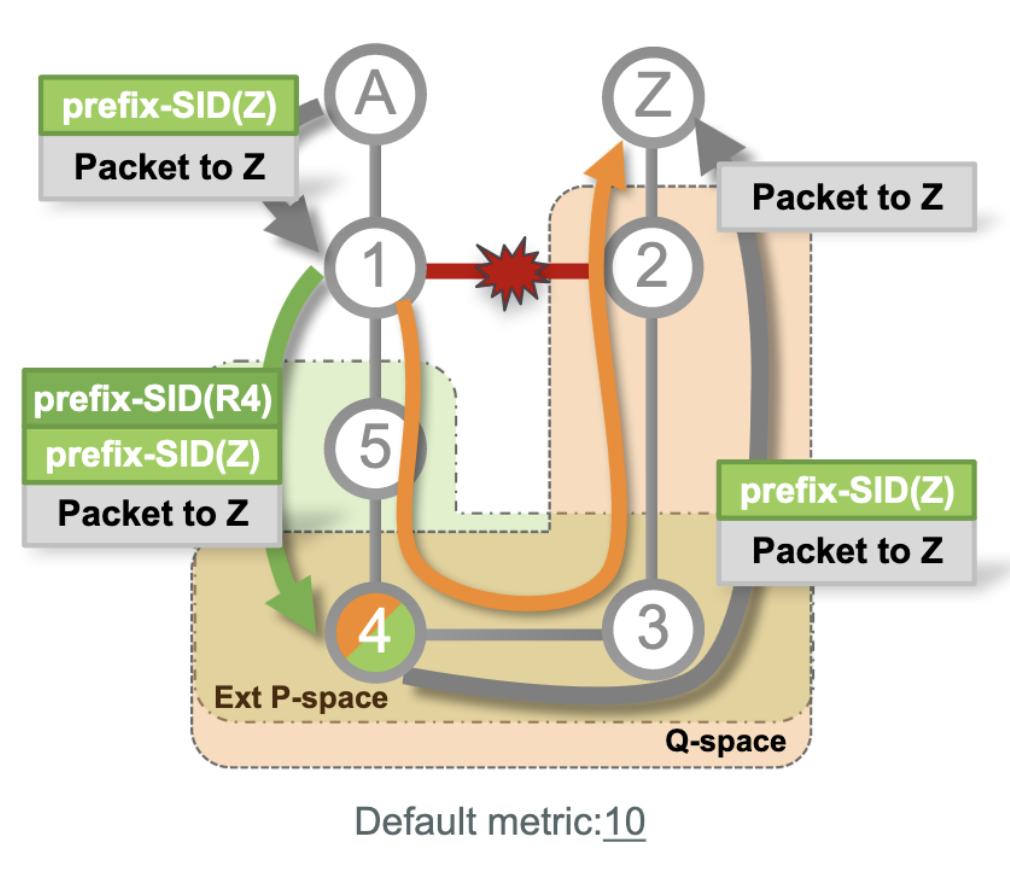 A
Z
prefix-SID(Z)
Packet to Z
Packet to Z
1
2
prefix-SID(R4)
prefix-SID(Z)
Packet to Z
5
prefix-SID(Z)
Packet to Z
4
3
Ext P-space
Q-space
Default metric:10